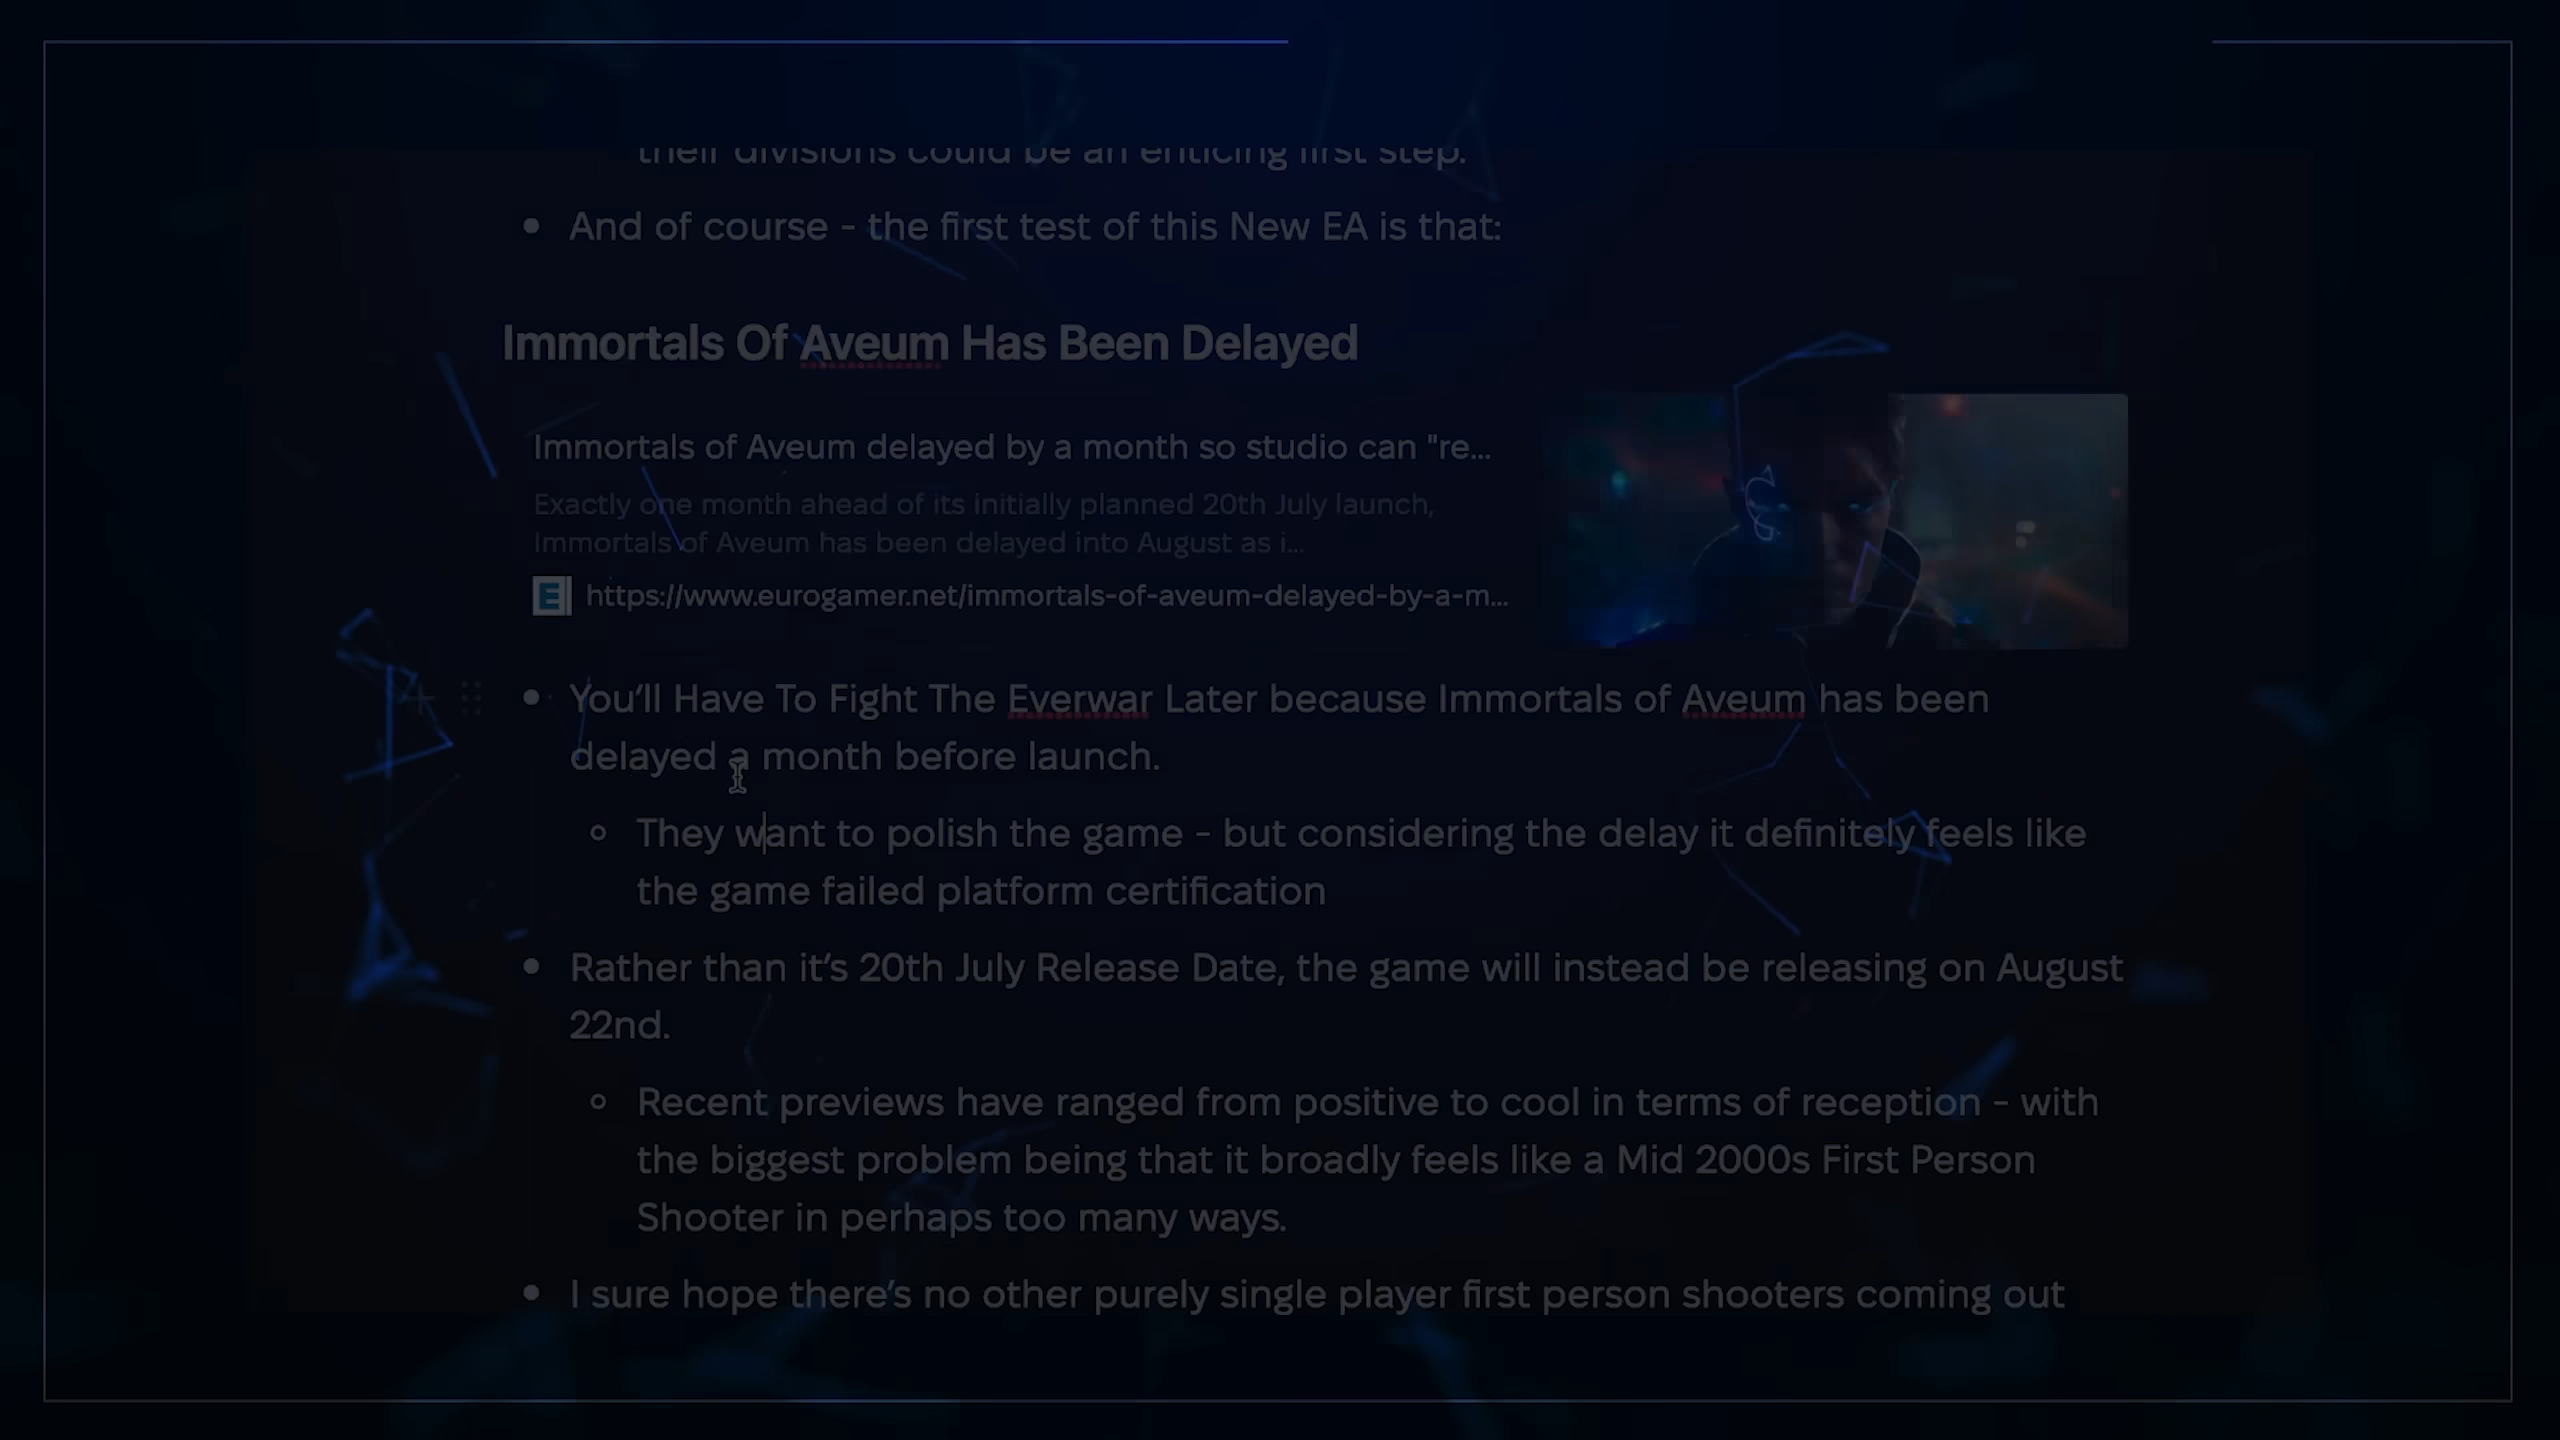 their divisions could be an enticing first step.
And of course - the first test of this New EA is that:
Immortals Of Aveum Has Been Delayed
Immortals of Aveum delayed by a month so studio can "re...
Exactly one month ahead of its initially planned 20th July launch,
Immortals of Aveum has been delayed into August as i...
https://www.eurogamer.net/immortals-of-aveum-delayed-by-a-m...
You'll Have To Fight The Everwar Later because Immortals of Aveum has been
delayed a month before launch.
They want to polish the game - but considering the delay it definitely feels like
the game failed platform certification
Rather than it's 20th July Release Date, the game will instead be releasing on August
22nd.
Recent previews have ranged from positive to cool in terms of reception - with
the biggest problem being that it broadly feels like a Mid 2000s First Person
Shooter in perhaps too many ways.
I sure hope there's no other purely single player first person shooters coming out